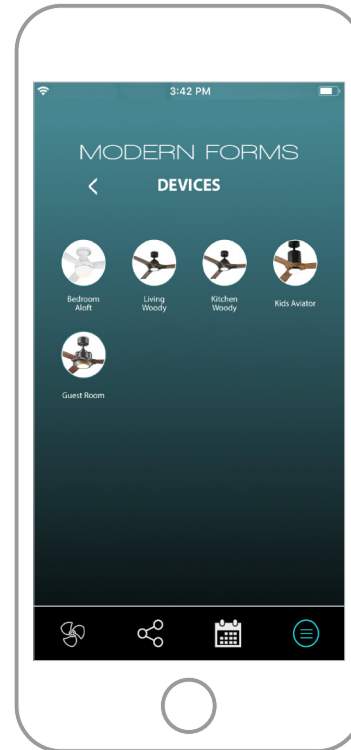 3:42 PM
MODERN FORMS
DEVICES
Bedroom
Aloft
Living
Woody
Kitchen
Woody
Kids Aviator
Guest Room